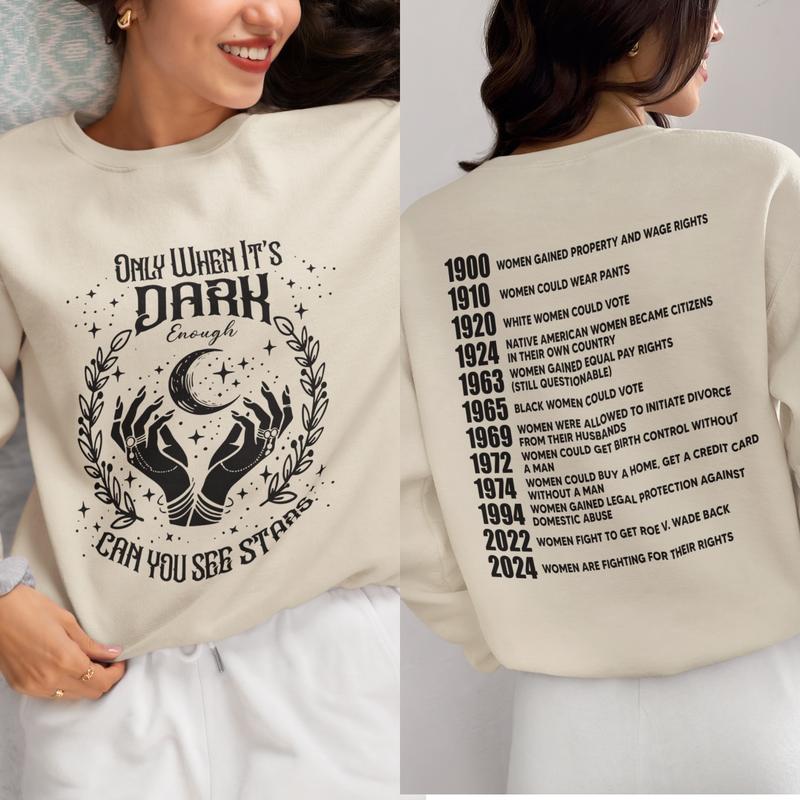 Only When It's
DARK
Enough
CAN YOU SEE STARS
1900 WOMEN GAINED PROPERTY AND WAGE RIGHTS
1910 WOMEN COULD WEAR PANTS
1920 WHITE WOMEN COULD VOTE
1924 NATIVE AMERICAN WOMEN BECAME CITIZENS
IN THEIR OWN COUNTRY
1963 WOMEN GAINED EQUAL PAY RIGHTS
(STILL QUESTIONABLE)
1965 BLACK WOMEN COULD VOTE
1969 WOMEN WERE ALLOWED TO INITIATE DIVORCE
FROM THEIR HUSBANDS
1972 WOMEN COULD GET BIRTH CONTROL WITHOUT
A MAN
1974 WOMEN COULD BUY A HOME, GET A CREDIT CARD
WITHOUT A MAN
1994 WOMEN GAINED LEGAL PROTECTION AGAINST
DOMESTIC ABUSE
2022 WOMEN FIGHT TO GET ROE V. WADE BACK
2024 WOMEN ARE FIGHTING FOR THEIR RIGHTS